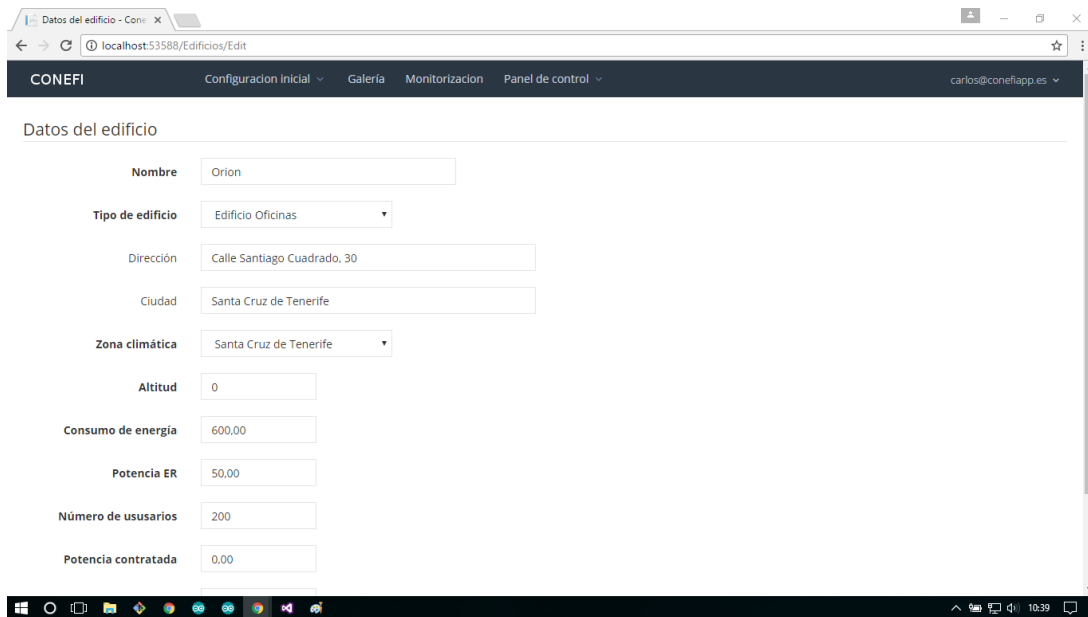 Datos del edificio - Cone
localhost:53588/Edificios/Edit
CONEFI Configuracion inicial Galería Monitorizacion Panel de control carlos@conefiapp.es
Datos del edificio
Nombre Orion
Tipo de edificio Edificio Oficinas
Dirección Calle Santiago Cuadrado, 30
Ciudad Santa Cruz de Tenerife
Zona climática Santa Cruz de Tenerife
Altitud 0
Consumo de energía 600,00
Potencia ER 50,00
Número de ususarios 200
Potencia contratada 0,00
10:39